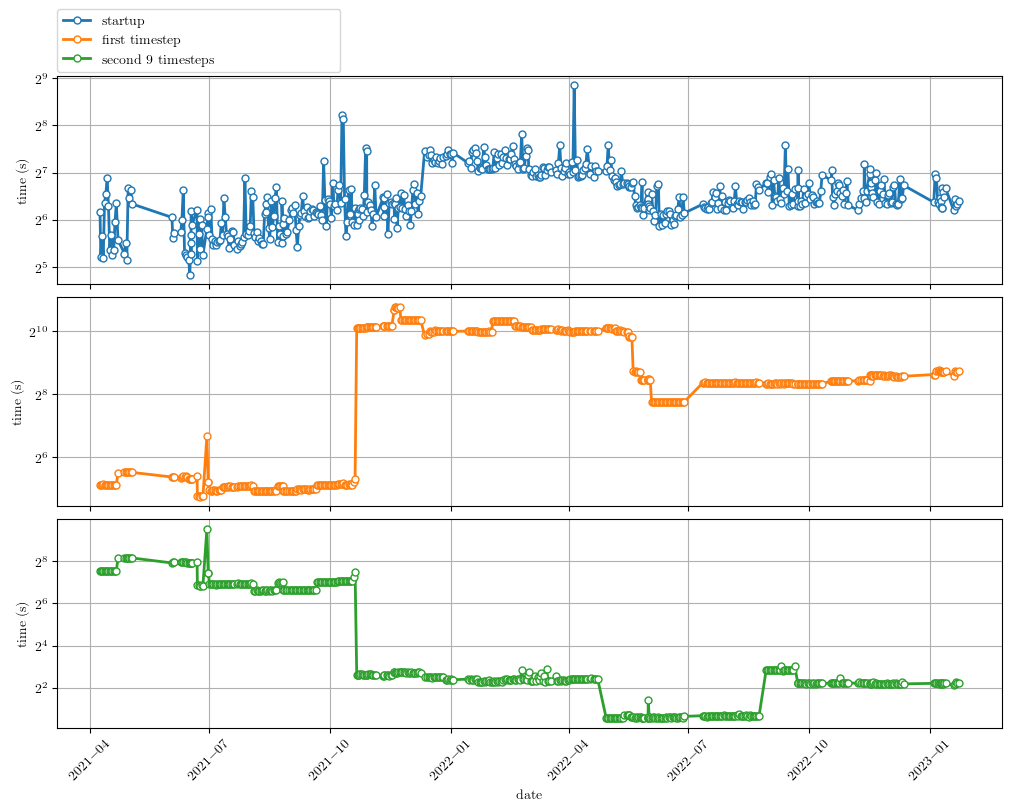 startup
first timestep
second 9 timesteps
2^9
2^8
2^7
2^6
2^5
time (s)
2^10
2^8
2^6
time (s)
2^8
2^6
2^4
2^2
time (s)
2021−04
2021−07
2021−10
2022−01
2022−04
2022−07
2022−10
2023−01
date